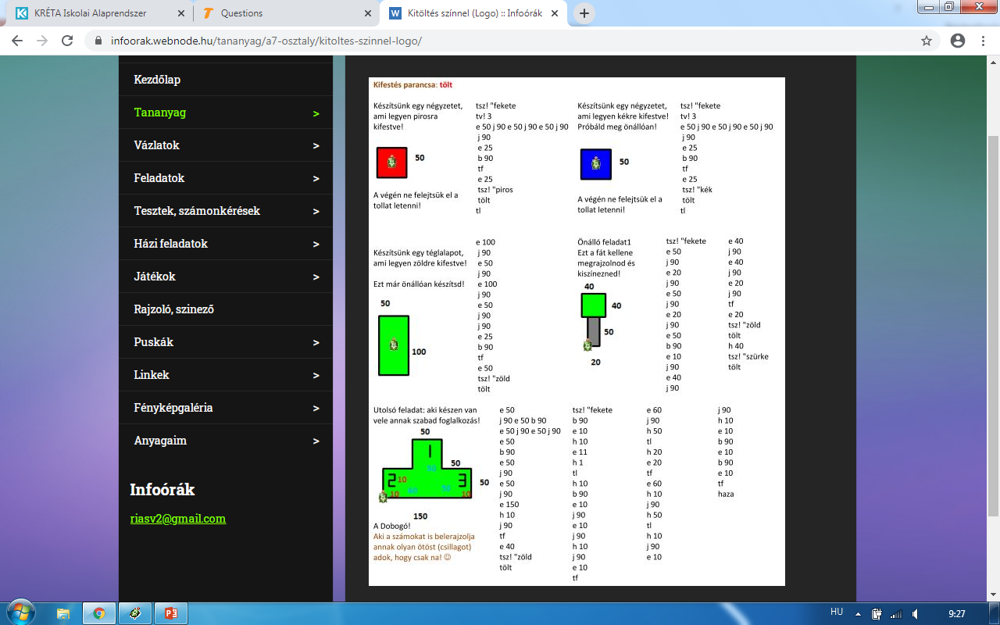 KRÉTA Iskolai Alaprendszer
Questions
Kitöltés színnel (Logo) :: Infoórák
infoorak.webnode.hu/tananyag/a7-osztaly/kitoltes-szinnel-logo/
Kezdőlap
Tananyag >
Vázlatok >
Feladatok >
Tesztek, számonkérések >
Házi feladatok >
Játékok >
Rajzoló, szinező
Puskák >
Linkek >
Fényképgaléria >
Anyagaim >
Infoórák
riasv2@gmail.com
Kifestés parancsa: tölt
Készítsünk egy négyzetet,
ami legyen pirosra
kifestve!
50
A végén ne felejtsük el a
tollat letenni!
tsz! "fekete
tv! 3
e 50 j 90 e 50 j 90 e 50 j 90
j 90
e 25
b 90
tf
e 25
tsz! "piros
tölt
tl
Készítsünk egy négyzetet,
ami legyen kékre kifestve!
Próbáld meg önállóan!
50
A végén ne felejtsük el a
tollat letenni!
tsz! "fekete
tv! 3
e 50 j 90 e 50 j 90 e 50 j 90
j 90
e 25
b 90
tf
e 25
tsz! "kék
tölt
tl
Készítsünk egy téglalapot,
ami legyen zöldre kifestve!
Ezt már önállóan készítsd!
50
100
e 100
j 90
e 50
j 90
e 100
j 90
e 50
j 90
j 90
e 25
b 90
tf
e 50
tsz! "zöld
tölt
Önálló feladat1
Ezt a fát kellene
megrajzolnod és
kiszínezned!
40
40
50
20
tsz! "fekete
e 50
j 90
e 20
j 90
e 50
j 90
e 20
j 90
e 50
b 90
e 10
j 90
e 40
j 90
e 40
j 90
e 40
j 90
e 20
j 90
tf
e 20
tsz! "zöld
tölt
h 40
tsz! "szürke
tölt
Utolsó feladat: aki készen van
vele annak szabad foglalkozás!
50
1
50
50
2 10
3
50
10 60
50 10
150
A Dobogó!
Aki a számokat is belerajzolja
annak olyan ötöst (csillagot)
adok, hogy csak na! ☺
e 50
j 90 e 50 b 90
e 50 j 90 e 50 j 90
e 50
b 90
e 50
j 90
e 50
j 90
e 150
h 10
j 90
tf
e 40
tsz! "zöld
tölt
tsz! "fekete
b 90
e 10
h 10
e 11
h 1
tl
h 10
b 90
e 10
j 90
e 10
j 90
h 10
j 90
e 10
tf
e 60
j 90
h 50
tl
h 20
e 20
tf
e 60
h 10
j 90
h 50
tl
h 10
j 90
e 10
j 90
h 10
e 10
b 90
e 10
b 90
e 10
tf
haza
HU
9:27